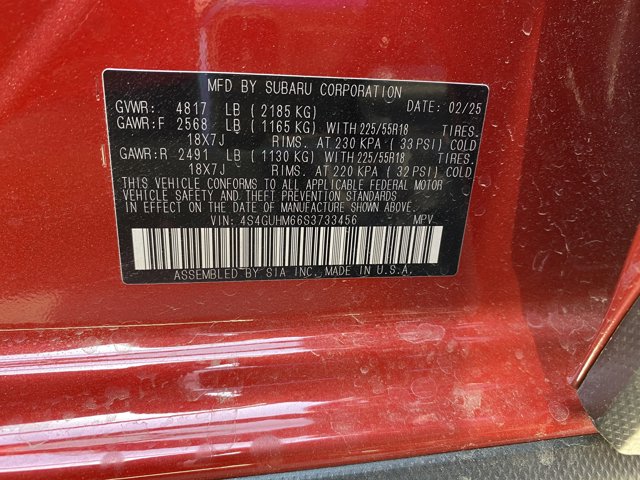 MFD BY SUBARU CORPORATION
GVWR: 4817 LB ( 2185 KG) DATE: 02/25
GAWR:F 2568 LB ( 1165 KG) WITH 225/55R18 TIRES.
18X7J RIMS. AT 230 KPA ( 33 PSI) COLD
GAWR:R 2491 LB ( 1130 KG) WITH 225/55R18 TIRES.
18X7J RIMS. AT 220 KPA ( 32 PSI) COLD
THIS VEHICLE CONFORMS TO ALL APPLICABLE FEDERAL MOTOR
VEHICLE SAFETY AND THEFT PREVENTION STANDARDS
IN EFFECT ON THE DATE OF MANUFACTURE SHOWN ABOVE.
VIN: 4S4GUHM66S3733456 MPV
ASSEMBLED BY SIA INC, MADE IN U.S.A.